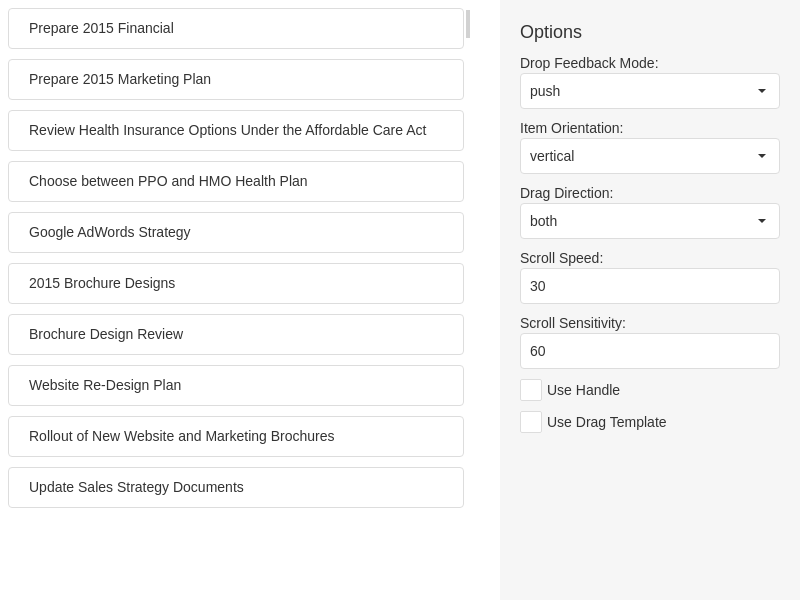 Prepare 2015 Financial
Prepare 2015 Marketing Plan
Review Health Insurance Options Under the Affordable Care Act
Choose between PPO and HMO Health Plan
Google AdWords Strategy
2015 Brochure Designs
Brochure Design Review
Website Re-Design Plan
Rollout of New Website and Marketing Brochures
Update Sales Strategy Documents
Options
Drop Feedback Mode:
push
Item Orientation:
vertical
Drag Direction:
both
Scroll Speed:
30
Scroll Sensitivity:
60
Use Handle
Use Drag Template